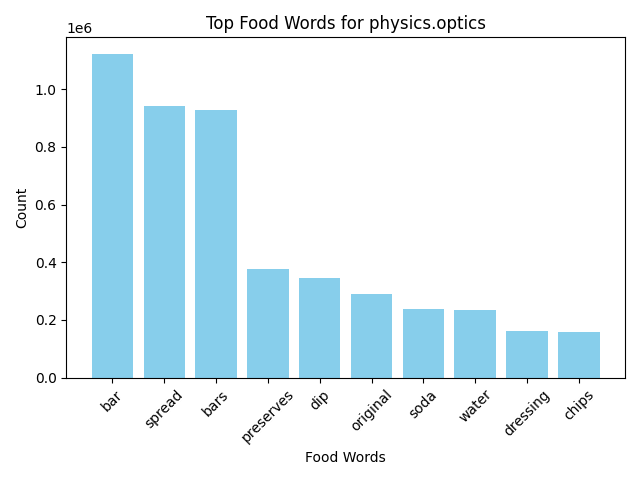 Top Food Words for physics.optics
1e6
1.0
0.8
0.6
0.4
0.2
0.0
Count
bar
spread
bars
preserves
dip
original
soda
water
dressing
chips
Food Words